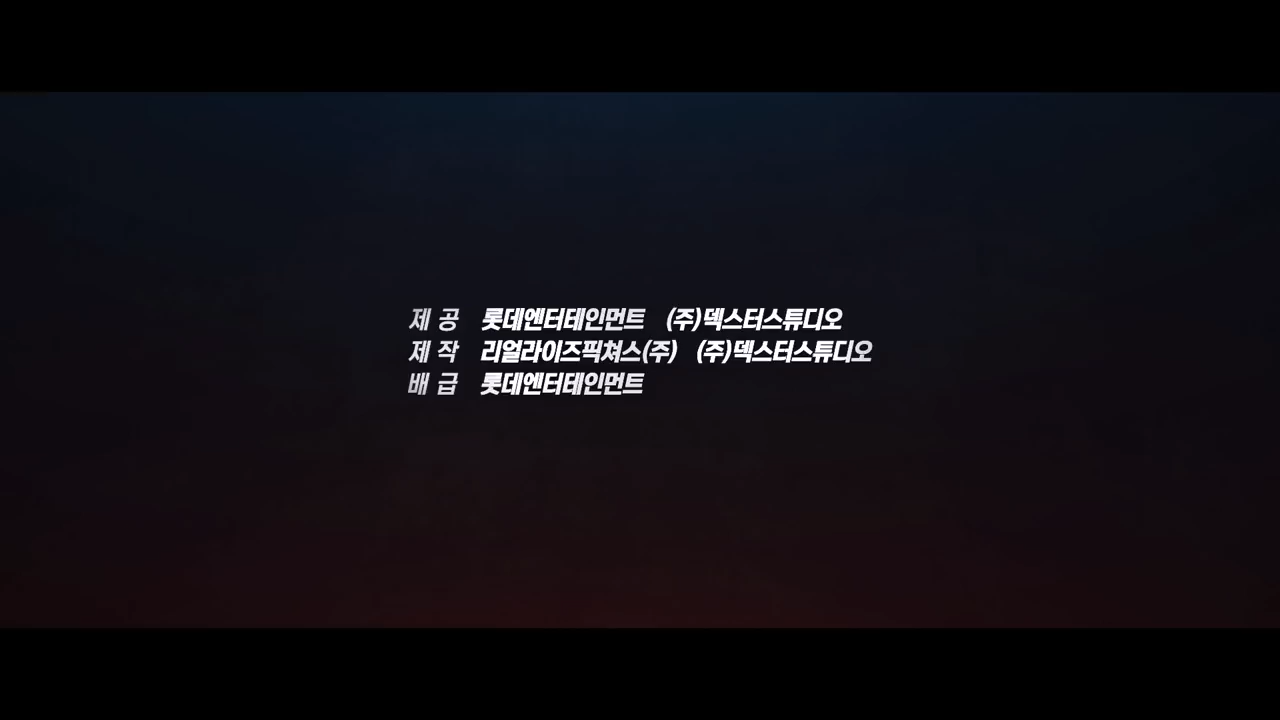 제 공 롯데엔터테인먼트 (주)덱스터스튜디오
제 작 리얼라이즈픽쳐스(주) (주)덱스터스튜디오
배 급 롯데엔터테인먼트